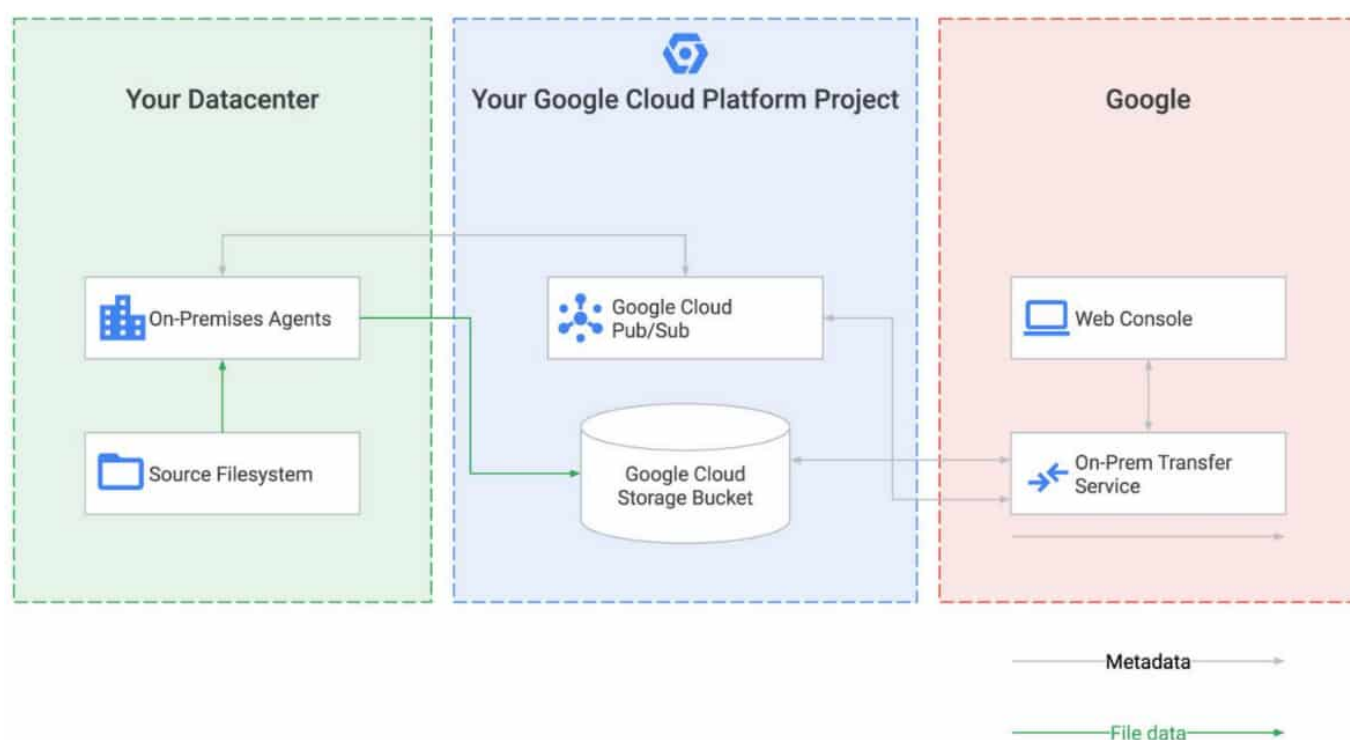 Your Datacenter
Your Google Cloud Platform Project
Google
On-Premises Agents
Google Cloud
Pub/Sub
Web Console
Source Filesystem
Google Cloud
Storage Bucket
On-Prem Transfer
Service
Metadata
File data